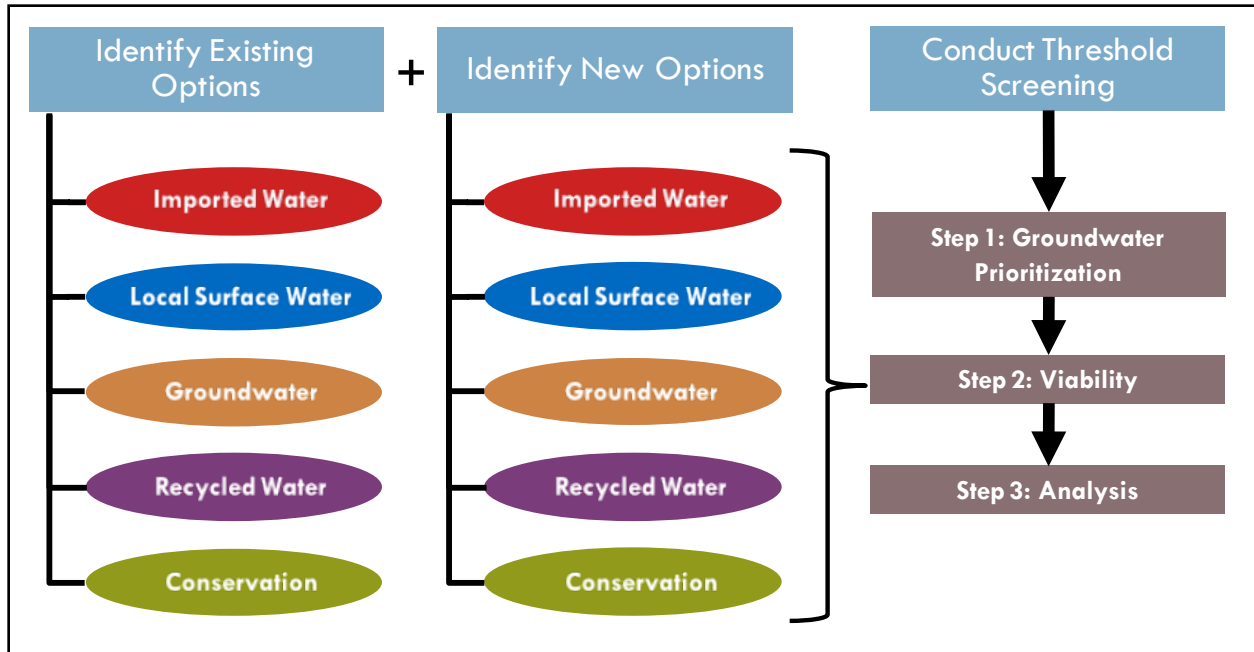 Identify Existing
Options
+
Identify New Options
Conduct Threshold
Screening
Imported Water
Local Surface Water
Groundwater
Recycled Water
Conservation
Imported Water
Local Surface Water
Groundwater
Recycled Water
Conservation
Step 1: Groundwater
Prioritization
Step 2: Viability
Step 3: Analysis